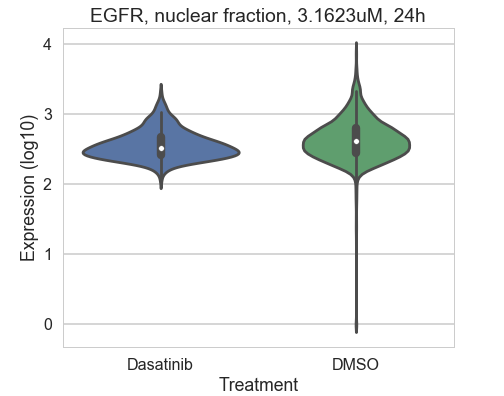 EGFR, nuclear fraction, 3.1623uM, 24h
4
3
2
1
0
Expression (log10)
Dasatinib
DMSO
Treatment